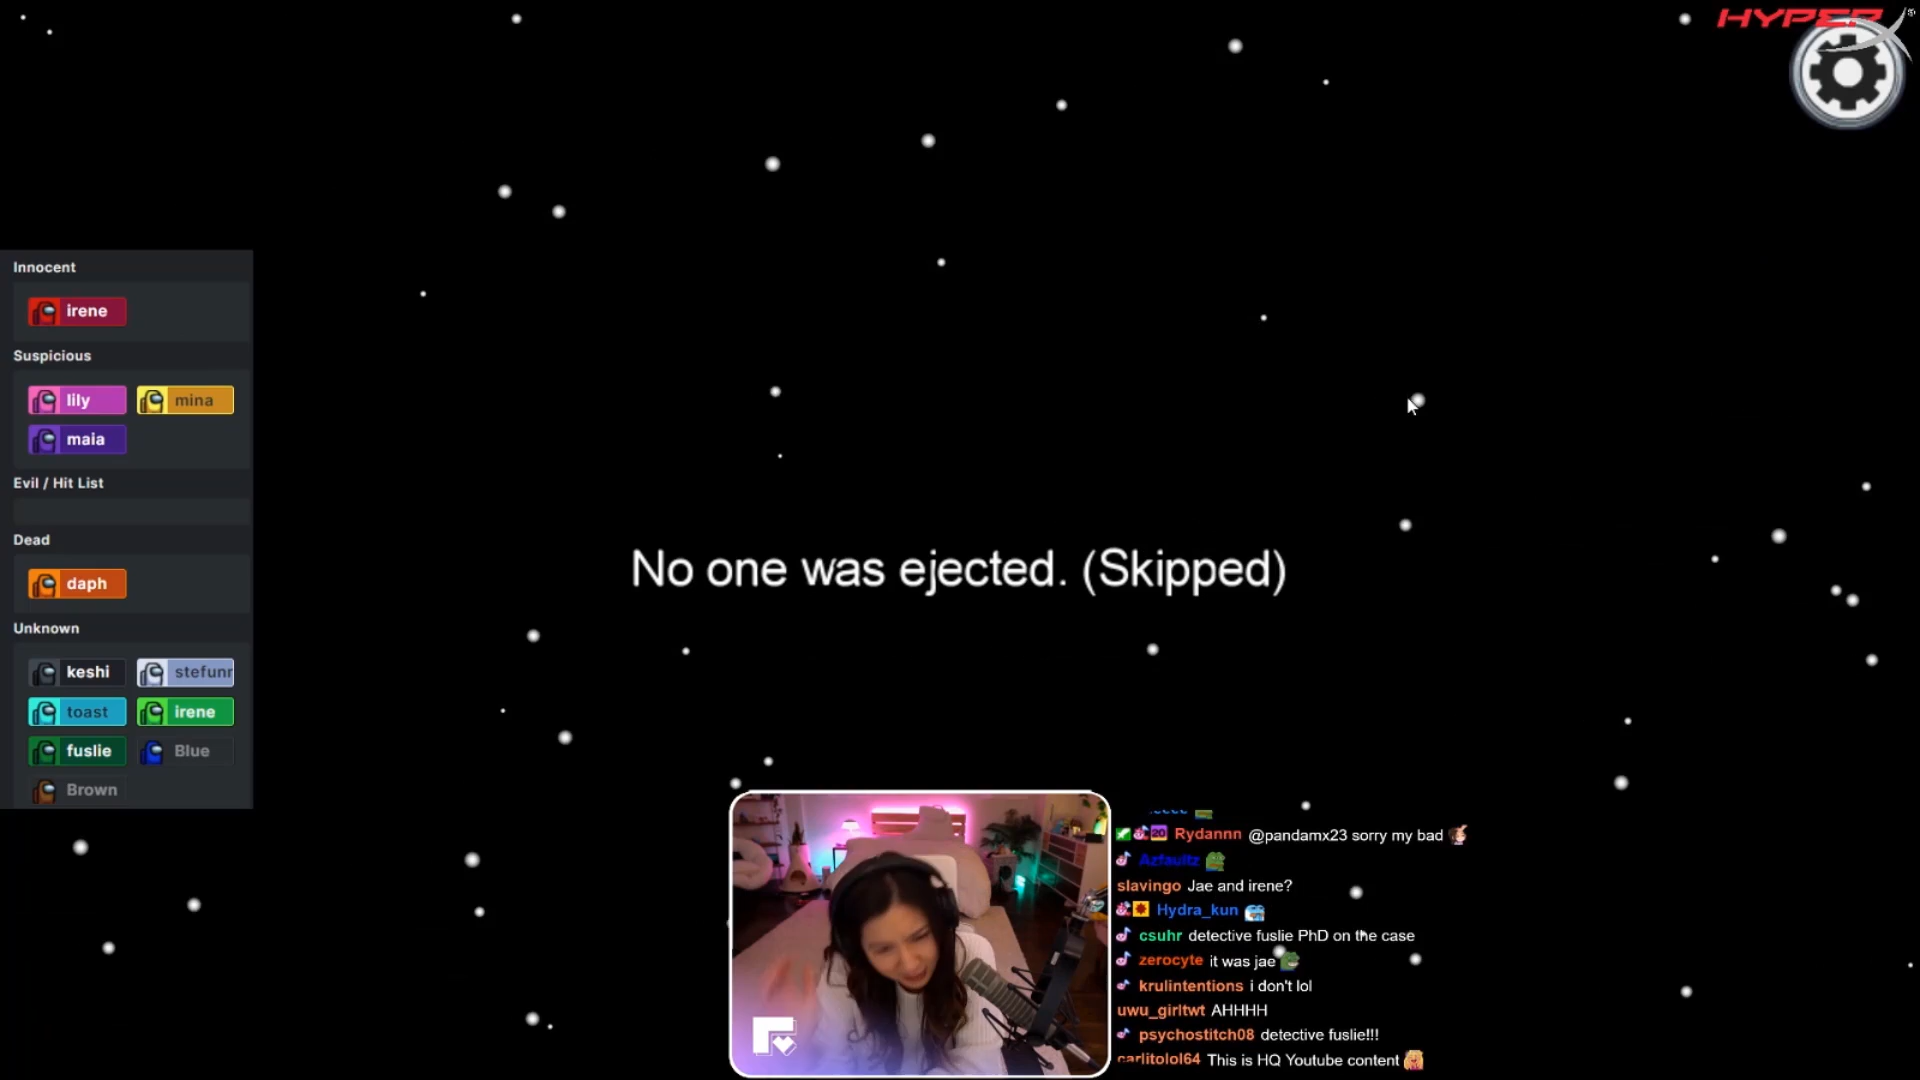 HYPERX
Innocent
irene
Suspicious
lily mina
maia
Evil / Hit List
Dead
daph
Unknown
keshi stefunr
toast irene
fuslie Blue
Brown
No one was ejected. (Skipped)
20 Rydannn @pandamx23 sorry my bad
Azfaultz
slavingo Jae and irene?
Hydra_kun
csuhr detective fuslie PhD on the case
zerocyte it was jae
krulintentions i don't lol
uwu_girltwt AHHHH
psychostitch08 detective fuslie!!!
carlitolol64 This is HQ Youtube content